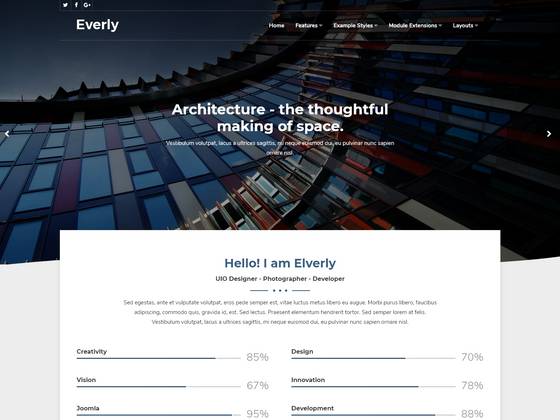 Everly
Home Features Example Styles Module Extensions Layouts
Architecture - the thoughtful
making of space.
Vestibulum volutpat, lacus a ultrices sagittis, mi neque euismod dui, eu pulvinar nunc sapien
ornare nisl.
Hello! I am Elverly
UIO Designer - Photographer - Developer
Sed egestas, ante et vulputate volutpat, eros pede semper est, vitae luctus metus libero eu augue. Morbi purus libero, faucibus
adipiscing, commodo quis, gravida id, est. Sed lectus. Praesent elementum hendrerit tortor. Sed semper lorem at felis.
Vestibulum volutpat, lacus a ultrices sagittis, mi neque euismod dui, eu pulvinar nunc sapien ornare nisl.
Creativity 85%
Design 70%
Vision 67%
Innovation 78%
Joomla 95%
Development 88%